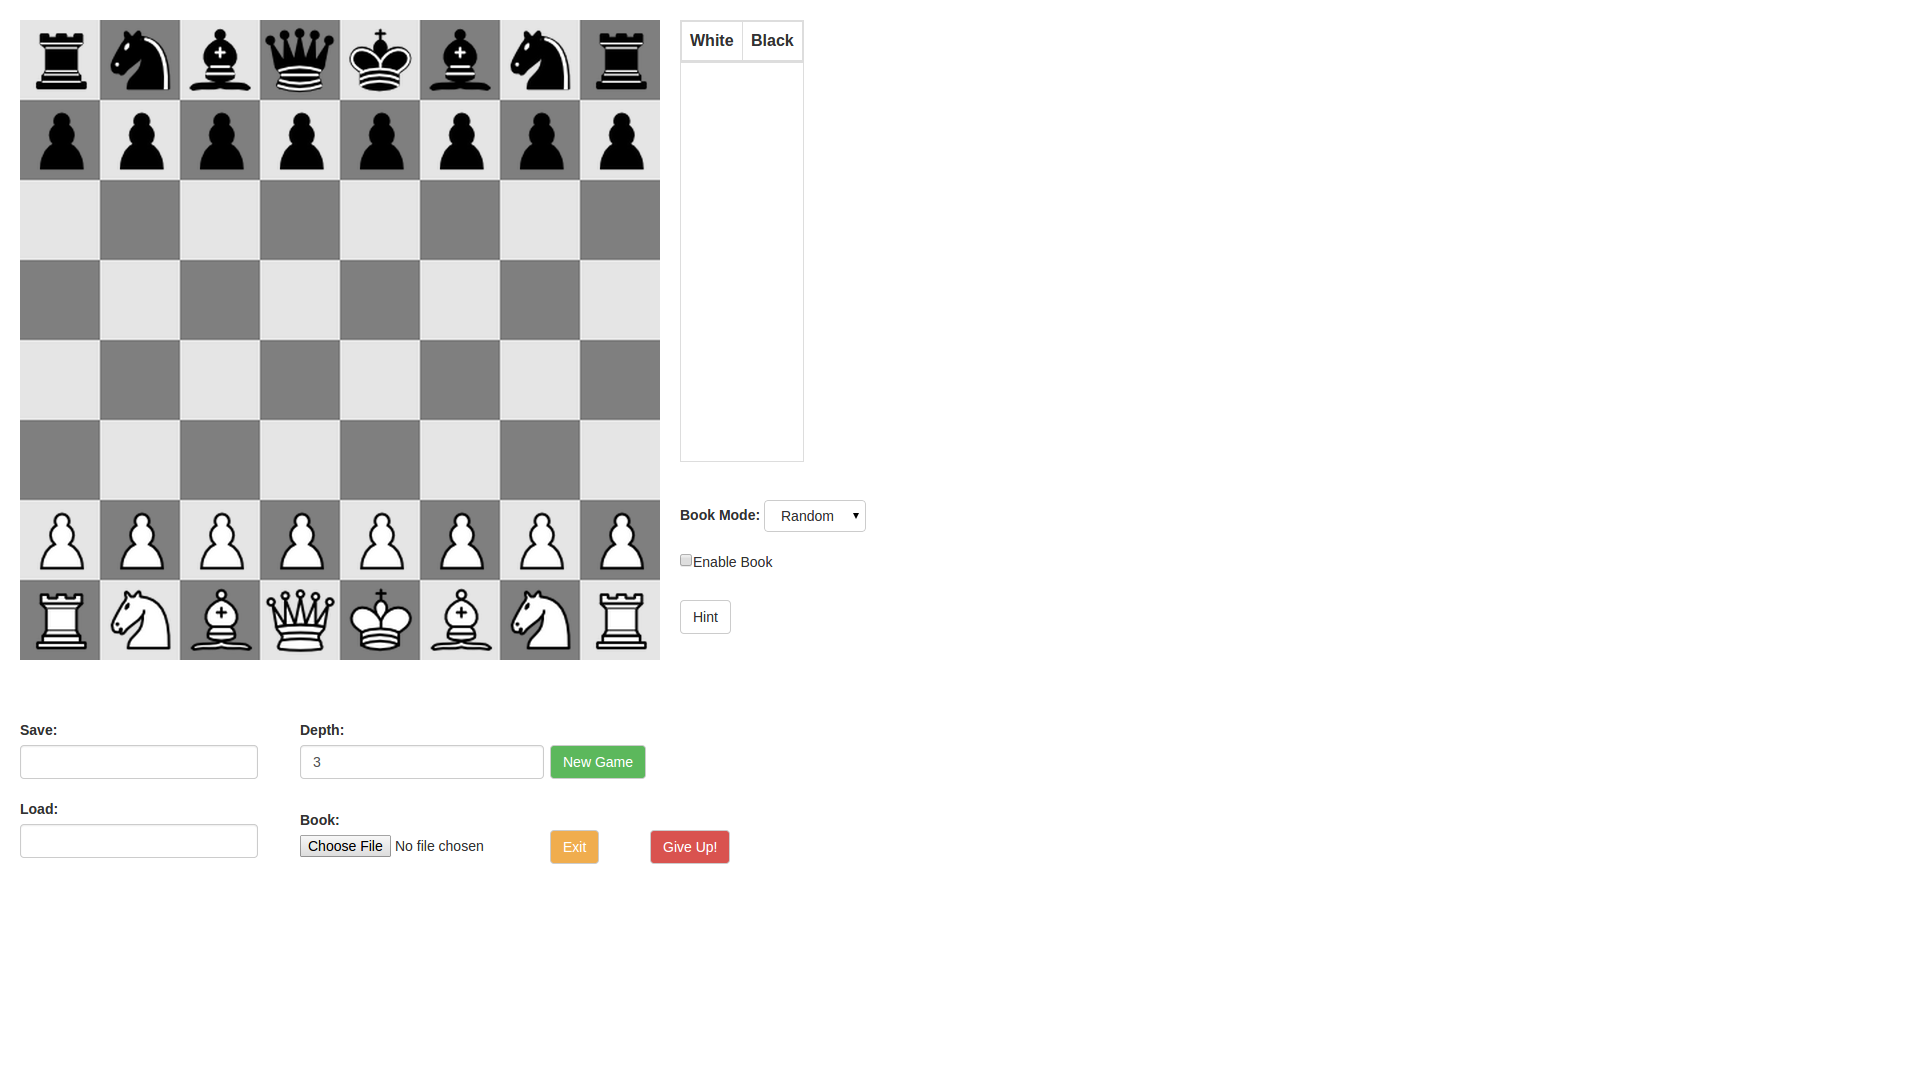 White Black
Book Mode: Random
Enable Book
Hint
Save:
Depth:
3 New Game
Load:
Book:
Choose File No file chosen Exit Give Up!